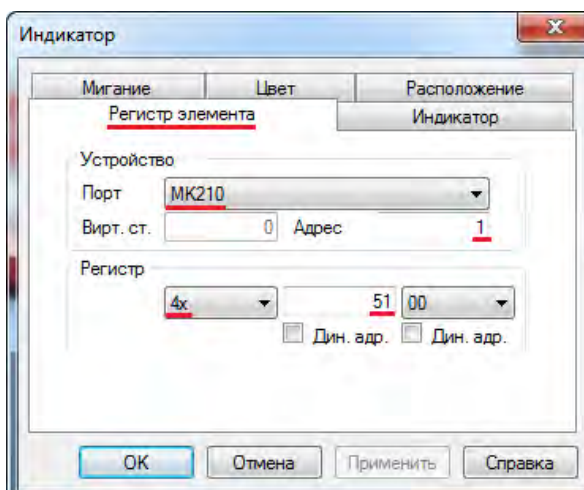 Индикатор
Мигание Цвет Расположение
Регистр элемента Индикатор
Устройство
Порт МК210
Вирт. ст. 0 Адрес 1
Регистр
4x 51 00
Дин. адр. Дин. адр.
OK Отмена Применить Справка